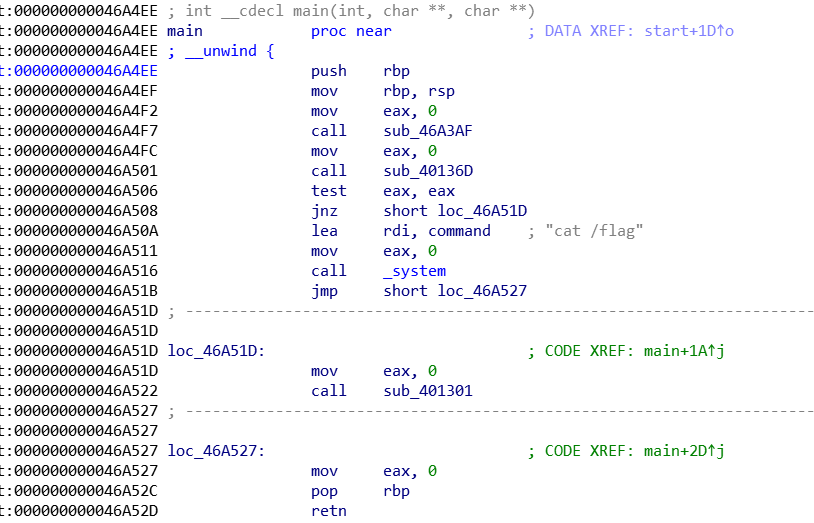 t:000000000046A4EE ; int __cdecl main(int, char **, char **)
t:000000000046A4EE main proc near ; DATA XREF: start+1D↑o
t:000000000046A4EE ; __unwind {
t:000000000046A4EE push rbp
t:000000000046A4EF mov rbp, rsp
t:000000000046A4F2 mov eax, 0
t:000000000046A4F7 call sub_46A3AF
t:000000000046A4FC mov eax, 0
t:000000000046A501 call sub_40136D
t:000000000046A506 test eax, eax
t:000000000046A508 jnz short loc_46A51D
t:000000000046A50A lea rdi, command ; "cat /flag"
t:000000000046A511 mov eax, 0
t:000000000046A516 call _system
t:000000000046A51B jmp short loc_46A527
t:000000000046A51D ; ---------------------------------------------------------------
t:000000000046A51D
t:000000000046A51D loc_46A51D: ; CODE XREF: main+1A↑j
t:000000000046A51D mov eax, 0
t:000000000046A522 call sub_401301
t:000000000046A527 ; ---------------------------------------------------------------
t:000000000046A527
t:000000000046A527 loc_46A527: ; CODE XREF: main+2D↑j
t:000000000046A527 mov eax, 0
t:000000000046A52C pop rbp
t:000000000046A52D retn